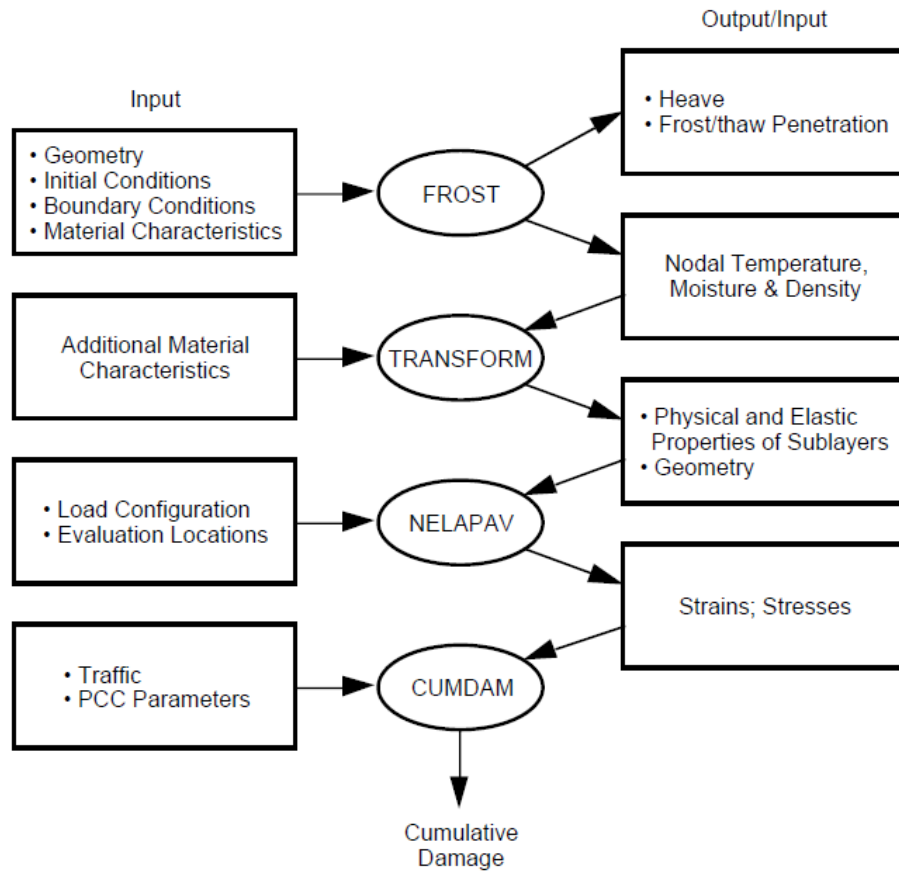 Output/Input
Input
• Heave
• Frost/thaw Penetration
• Geometry
• Initial Conditions
• Boundary Conditions
• Material Characteristics
FROST
Nodal Temperature,
Moisture & Density
Additional Material
Characteristics
TRANSFORM
• Physical and Elastic
Properties of Sublayers
• Geometry
• Load Configuration
• Evaluation Locations
NELAPAV
Strains; Stresses
• Traffic
• PCC Parameters
CUMDAM
Cumulative
Damage